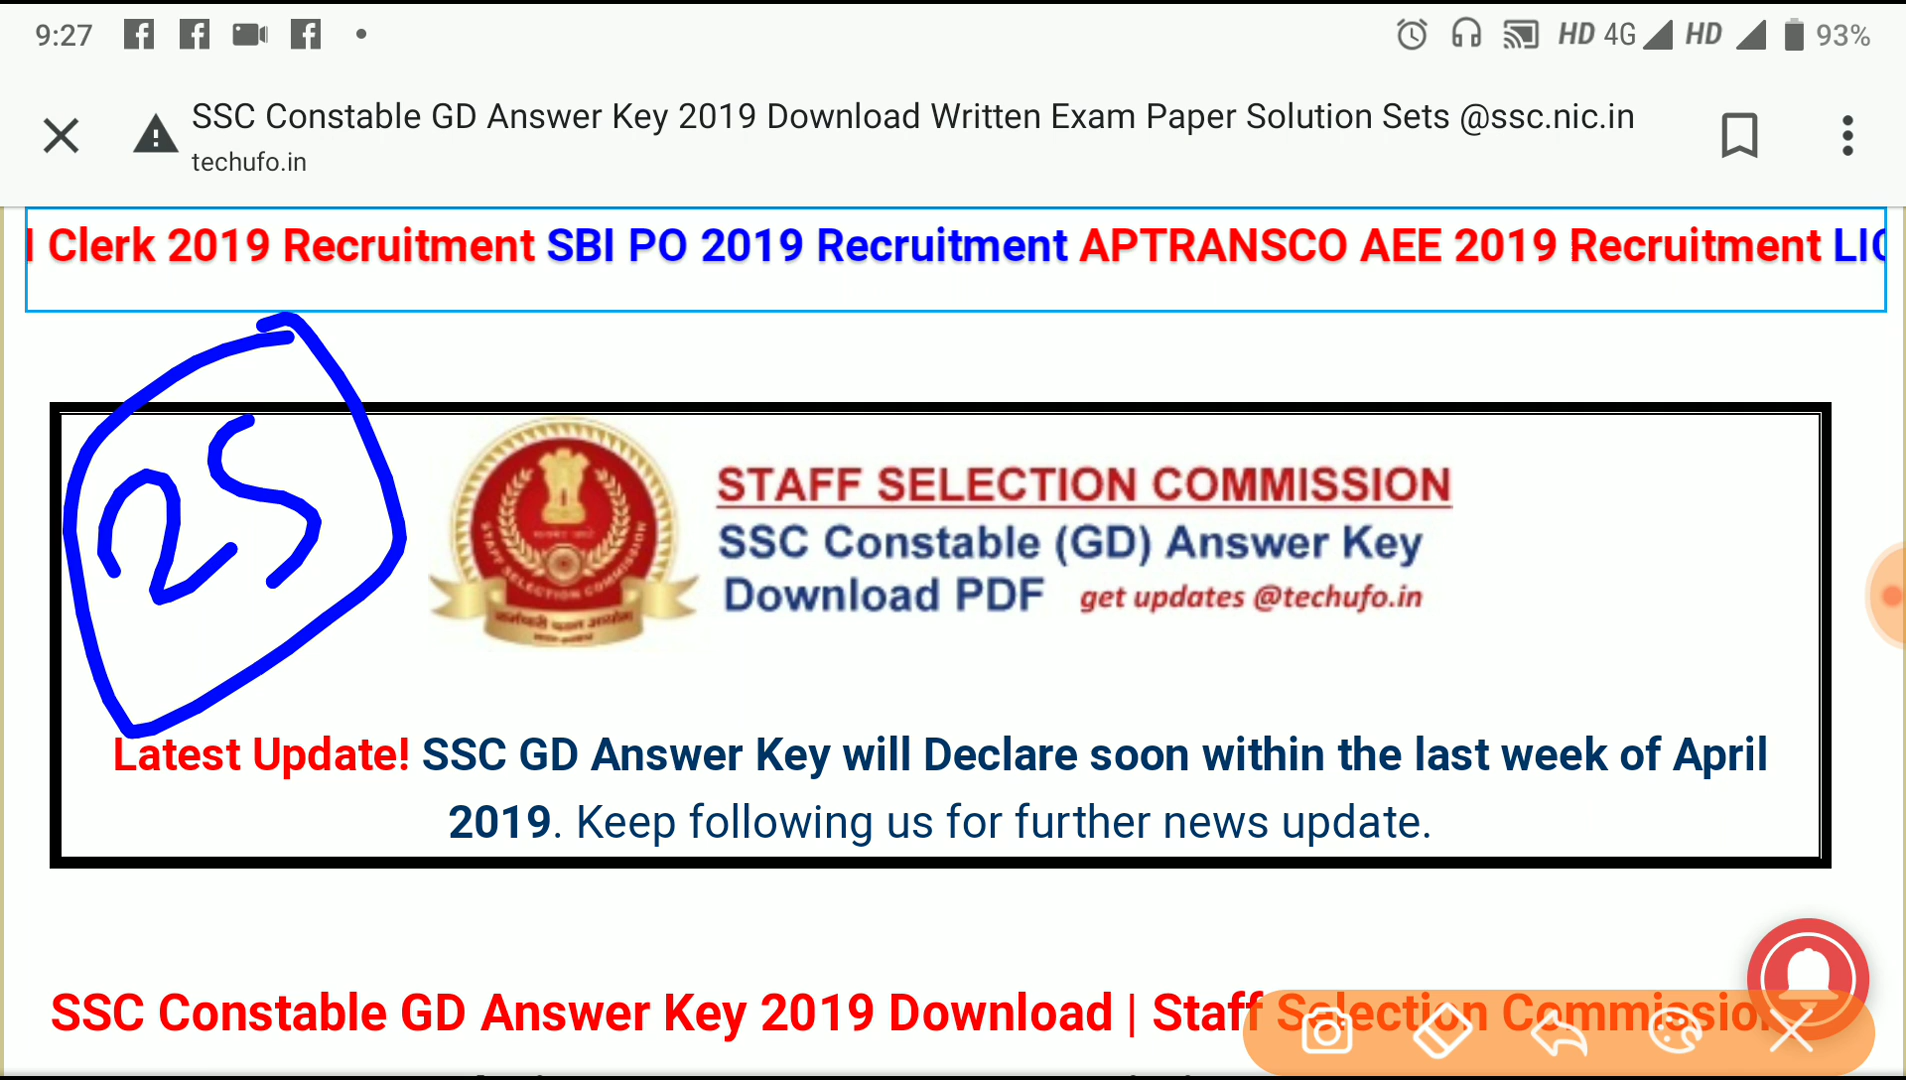 9:27 HD 4G HD 93%
SSC Constable GD Answer Key 2019 Download Written Exam Paper Solution Sets @ssc.nic.in
techufo.in
I Clerk 2019 Recruitment SBI PO 2019 Recruitment APTRANSCO AEE 2019 Recruitment LIC
25
STAFF SELECTION COMMISSION
STAFF SELECTION COMMISSION
SSC Constable (GD) Answer Key
Download PDF get updates @techufo.in
Latest Update! SSC GD Answer Key will Declare soon within the last week of April
2019. Keep following us for further news update.
SSC Constable GD Answer Key 2019 Download | Staff Selection Commission